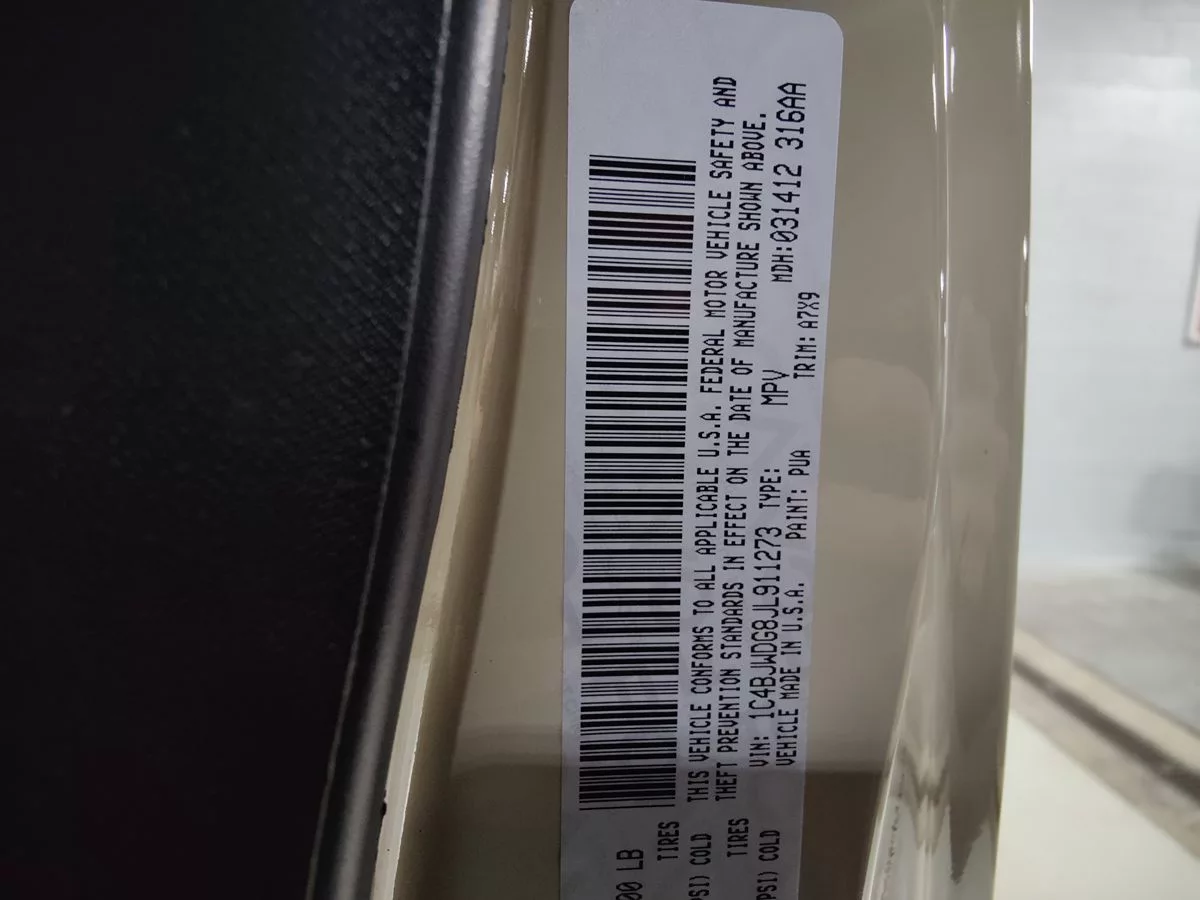 THIS VEHICLE CONFORMS TO ALL APPLICABLE U.S.A. FEDERAL MOTOR VEHICLE SAFETY AND
THEFT PREVENTION STANDARDS IN EFFECT ON THE DATE OF MANUFACTURE SHOWN ABOVE.
VIN: 1C4BJWDG8JL911273 TYPE: MPV MDH:031412 316AA
VEHICLE MADE IN U.S.A. PAINT: PUA TRIM: A7X9
00 LB
TIRES
PSI) COLD
TIRES
PSI) COLD